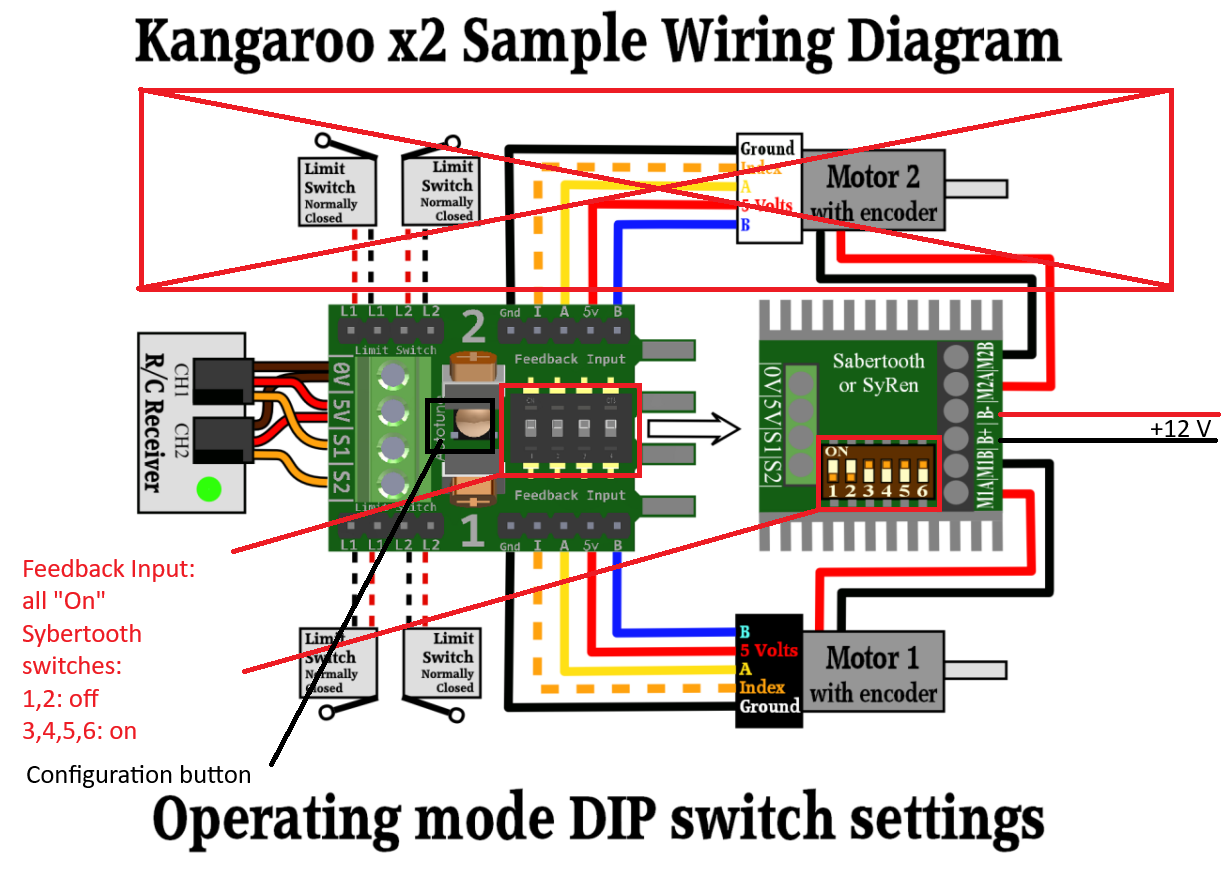 Kangaroo x2 Sample Wiring Diagram
Limit
Switch
Normally
Closed
Limit
Switch
Normally
Closed
Ground
Index
A
5 Volts
B
Motor 2
with encoder
L1 L1 L2 L2
2
Gnd I A 5v B
Limit Switch
Feedback Input
R/C Receiver
CH1
CH2
0V 5V S1 S2
Autotune
Feedback Input
Limit Switch
L1 L1 L2 L2
1
Gnd I A 5v B
Sabertooth
or SyRen
0V 5V S1 S2
ON
1 2 3 4 5 6
M1A|M1B|B+|B-|M2A|M2B
+12 V
Feedback Input:
all "On"
Sybertooth
switches:
1,2: off
3,4,5,6: on
Configuration button
Limit
Switch
Normally
Closed
Limit
Switch
Normally
Closed
B
5 Volts
A
Index
Ground
Motor 1
with encoder
Operating mode DIP switch settings